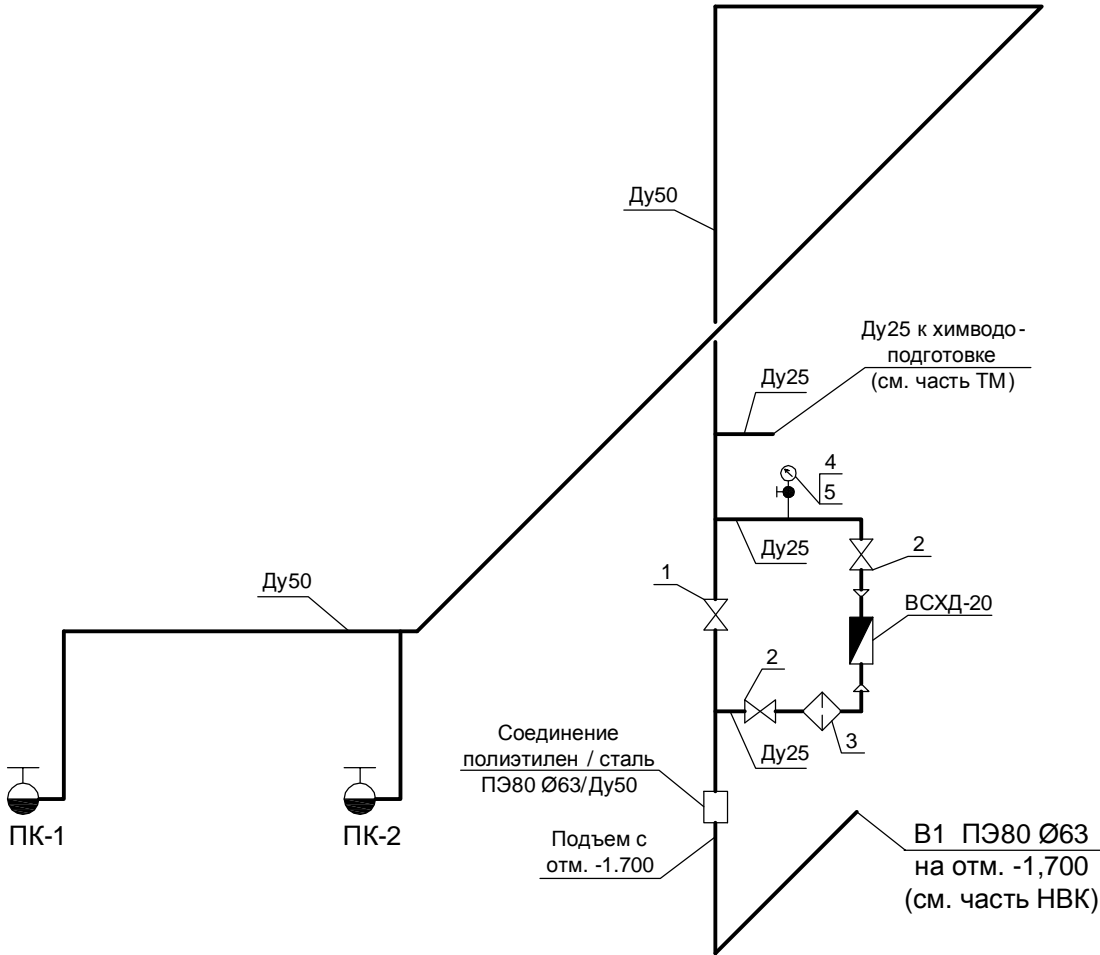 Ду50
Ду25 к химводо-
подготовке
(см. часть ТМ)
Ду25
4
5
Ду25
2
1
Ду50
ВСХД-20
2
3
Ду25
Соединение
полиэтилен / сталь
ПЭ80 Ø63/Ду50
Подъем с
отм. -1.700
ПК-1
ПК-2
В1 ПЭ80 Ø63
на отм. -1,700
(см. часть НВК)